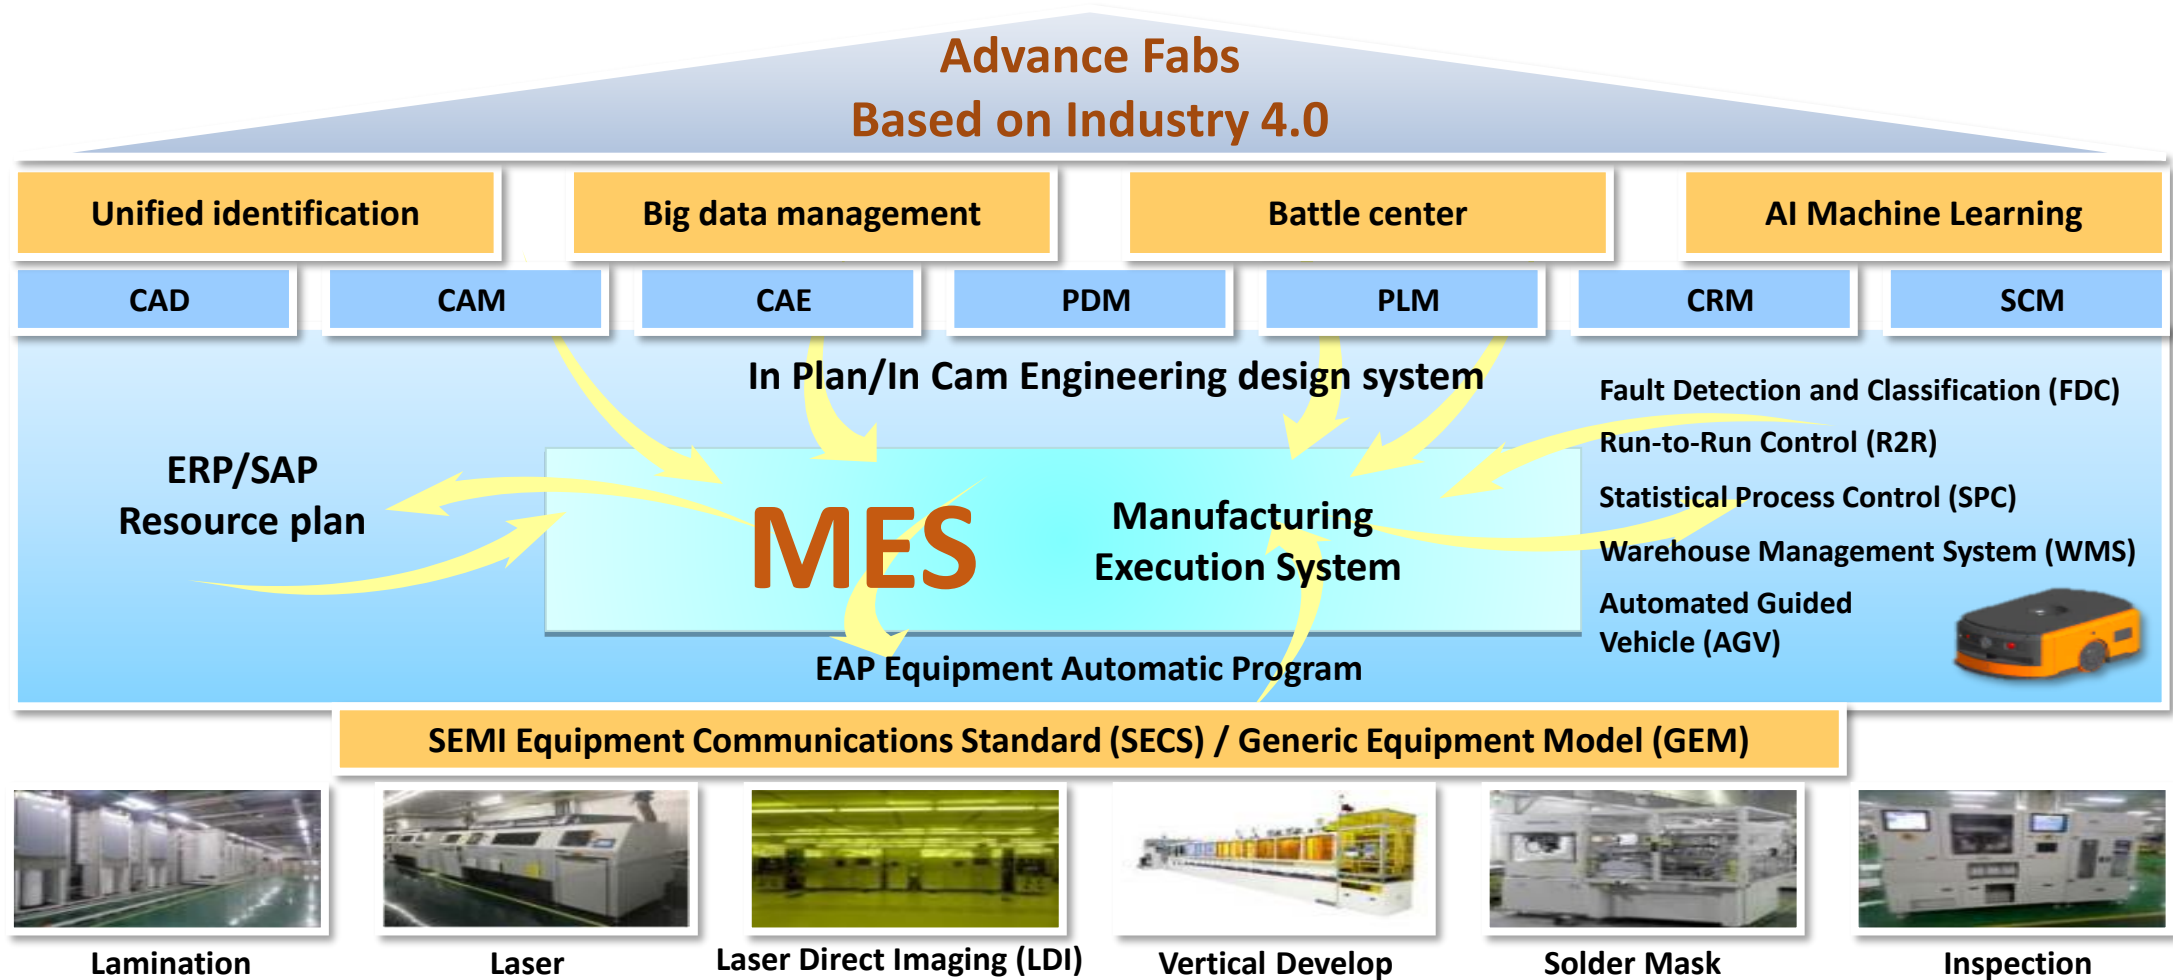 Advance Fabs
Based on Industry 4.0
Unified identification
Big data management
Battle center
AI Machine Learning
CAD
CAM
CAE
PDM
PLM
CRM
SCM
In Plan/In Cam Engineering design system
ERP/SAP
Resource plan
MES
Manufacturing
Execution System
Fault Detection and Classification (FDC)
Run-to-Run Control (R2R)
Statistical Process Control (SPC)
Warehouse Management System (WMS)
Automated Guided
Vehicle (AGV)
EAP Equipment Automatic Program
SEMI Equipment Communications Standard (SECS) / Generic Equipment Model (GEM)
Lamination
Laser
Laser Direct Imaging (LDI)
Vertical Develop
Solder Mask
Inspection